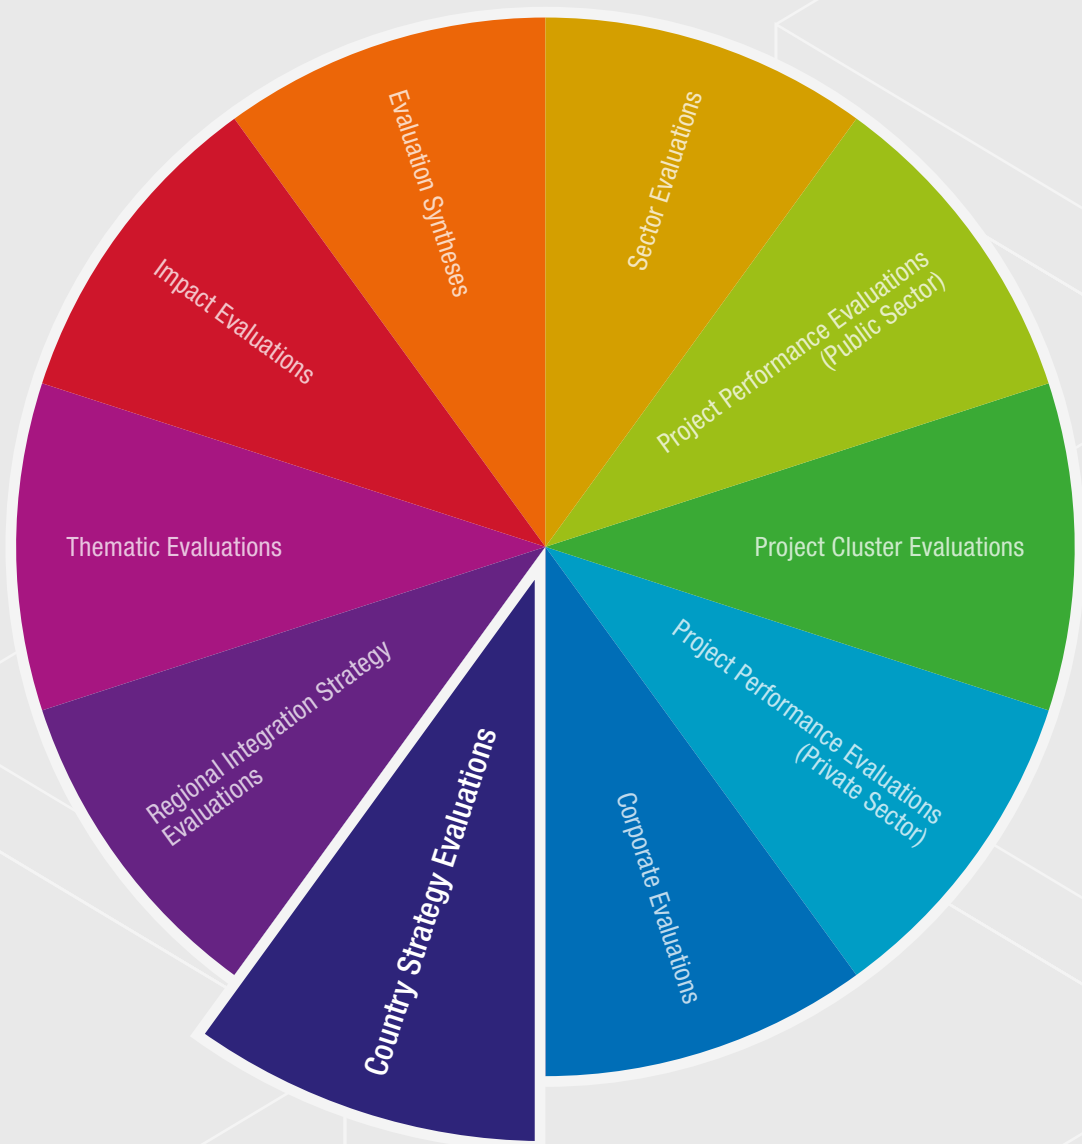 Evaluation Syntheses
Sector Evaluations
Project Performance Evaluations
(Public Sector)
Project Cluster Evaluations
Project Performance Evaluations
(Private Sector)
Corporate Evaluations
Country Strategy Evaluations
Regional Integration Strategy
Evaluations
Thematic Evaluations
Impact Evaluations